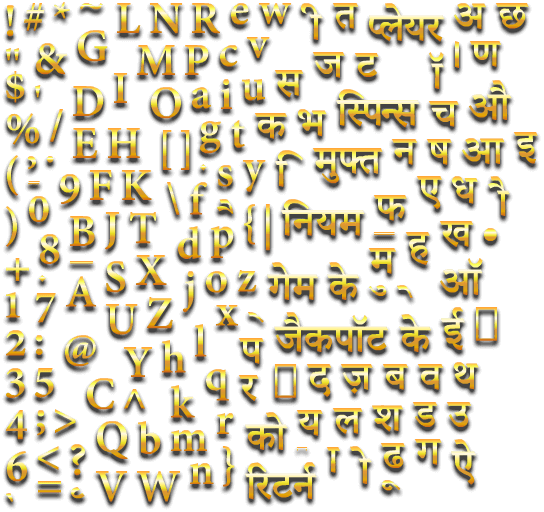 ! # * ~ L N R e w ी त प्लेयर अ छ
" & G M P c v ज ट ॉ । ण
$ ' D I O a i u स स्पिन्स च औ
% / E H [ ] g t क भ मुफ्त न ष आ इ
( ' - 9 F K \ f s y ि फ ए ध ौ
) 0 B J T d p { | नियम म ह ख
+ 8 A S X j o z गेम के ऑ
1 7 U Z x जैकपॉट के ई
2 : @ Y h l प
3 5 C ^ k q र द ज़ ब व थ
4 ; > Q b m r को य ल श ड उ
6 < = ? V W n } रिटर्न ा ो ढ़ ग ऐ